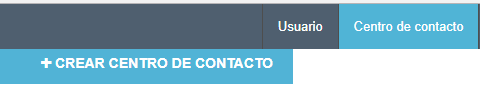 Usuario Centro de contacto
+ CREAR CENTRO DE CONTACTO